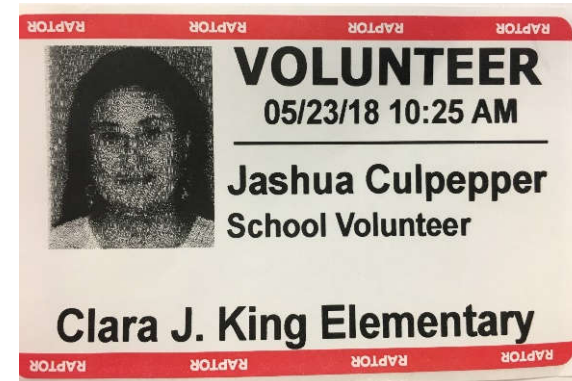 RAPTOR RAPTOR RAPTOR RAPTOR
VOLUNTEER
05/23/18 10:25 AM
Jashua Culpepper
School Volunteer
Clara J. King Elementary
RAPTOR RAPTOR RAPTOR RAPTOR